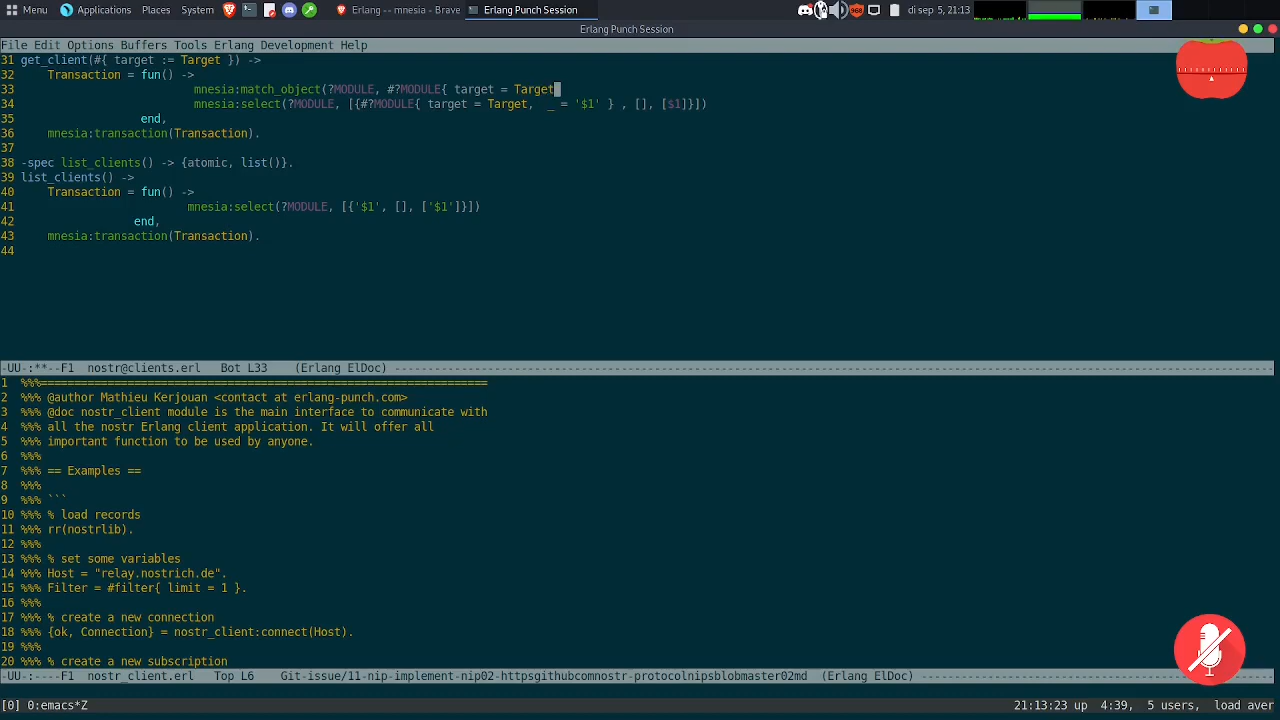 Menu Applications Places System Erlang -- mnesia - Brave Erlang Punch Session 968 di sep 5, 21:13
Erlang Punch Session
File Edit Options Buffers Tools Erlang Development Help
31 get_client(#{ target := Target }) ->
32     Transaction = fun() ->
33                           mnesia:match_object(?MODULE, #?MODULE{ target = Target
34                           mnesia:select(?MODULE, [{#?MODULE{ target = Target,  _ = '$1' } , [], [$1]}])
35                   end,
36     mnesia:transaction(Transaction).
37
38 -spec list_clients() -> {atomic, list()}.
39 list_clients() ->
40     Transaction = fun() ->
41                          mnesia:select(?MODULE, [{'$1', [], ['$1']}])
42                  end,
43     mnesia:transaction(Transaction).
44
-UU-:**--F1  nostr@clients.erl   Bot L33    (Erlang ElDoc)
1  %%%===================================================================
2  %%% @author Mathieu Kerjouan <contact at erlang-punch.com>
3  %%% @doc nostr_client module is the main interface to communicate with
4  %%% all the nostr Erlang client application. It will offer all
5  %%% important function to be used by anyone.
6  %%%
7  %%% == Examples ==
8  %%%
9  %%% ```
10 %%% % load records
11 %%% rr(nostrlib).
12 %%%
13 %%% % set some variables
14 %%% Host = "relay.nostrich.de".
15 %%% Filter = #filter{ limit = 1 }.
16 %%%
17 %%% % create a new connection
18 %%% {ok, Connection} = nostr_client:connect(Host).
19 %%%
20 %%% % create a new subscription
-UU-:----F1  nostr_client.erl   Top L6    Git-issue/11-nip-implement-nip02-httpsgithubcomnostr-protocolnipsblobmaster02md  (Erlang ElDoc)
[0] 0:emacs*Z 21:13:23 up  4:39,  5 users,  load aver